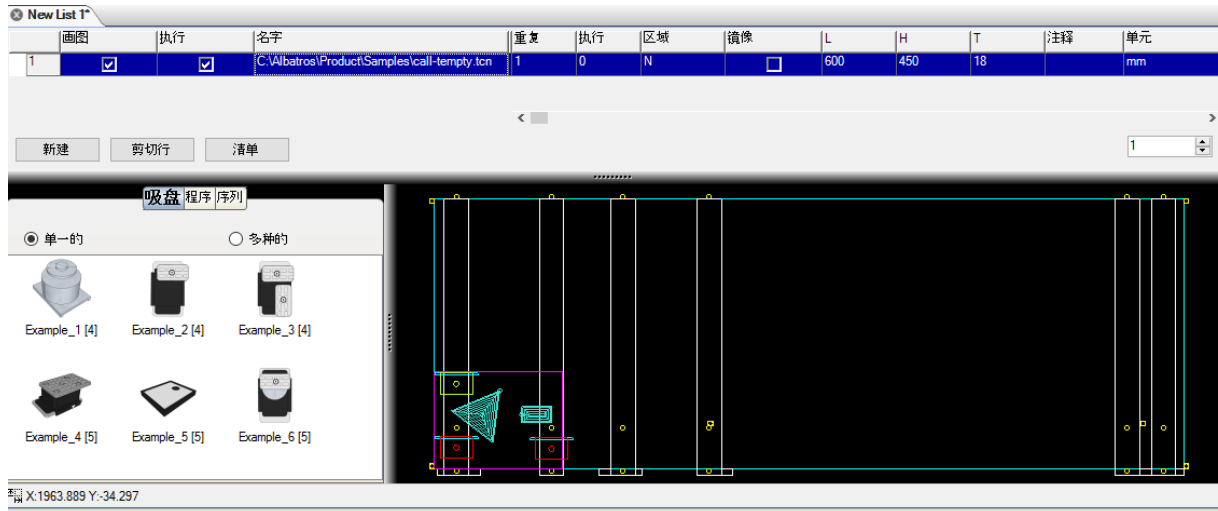 New List 1*
画图 执行 名字 重复 执行 区域 镜像 L H T 注释 单元
1 C:\Albatros\Product\Samples\call-tempty.tcn 1 0 N 600 450 18 mm
新建 剪切行 清单 1
吸盘 程序 序列
单一的 多种的
Example_1 [4] Example_2 [4] Example_3 [4]
Example_4 [5] Example_5 [5] Example_6 [5]
X:1963.889 Y:-34.297